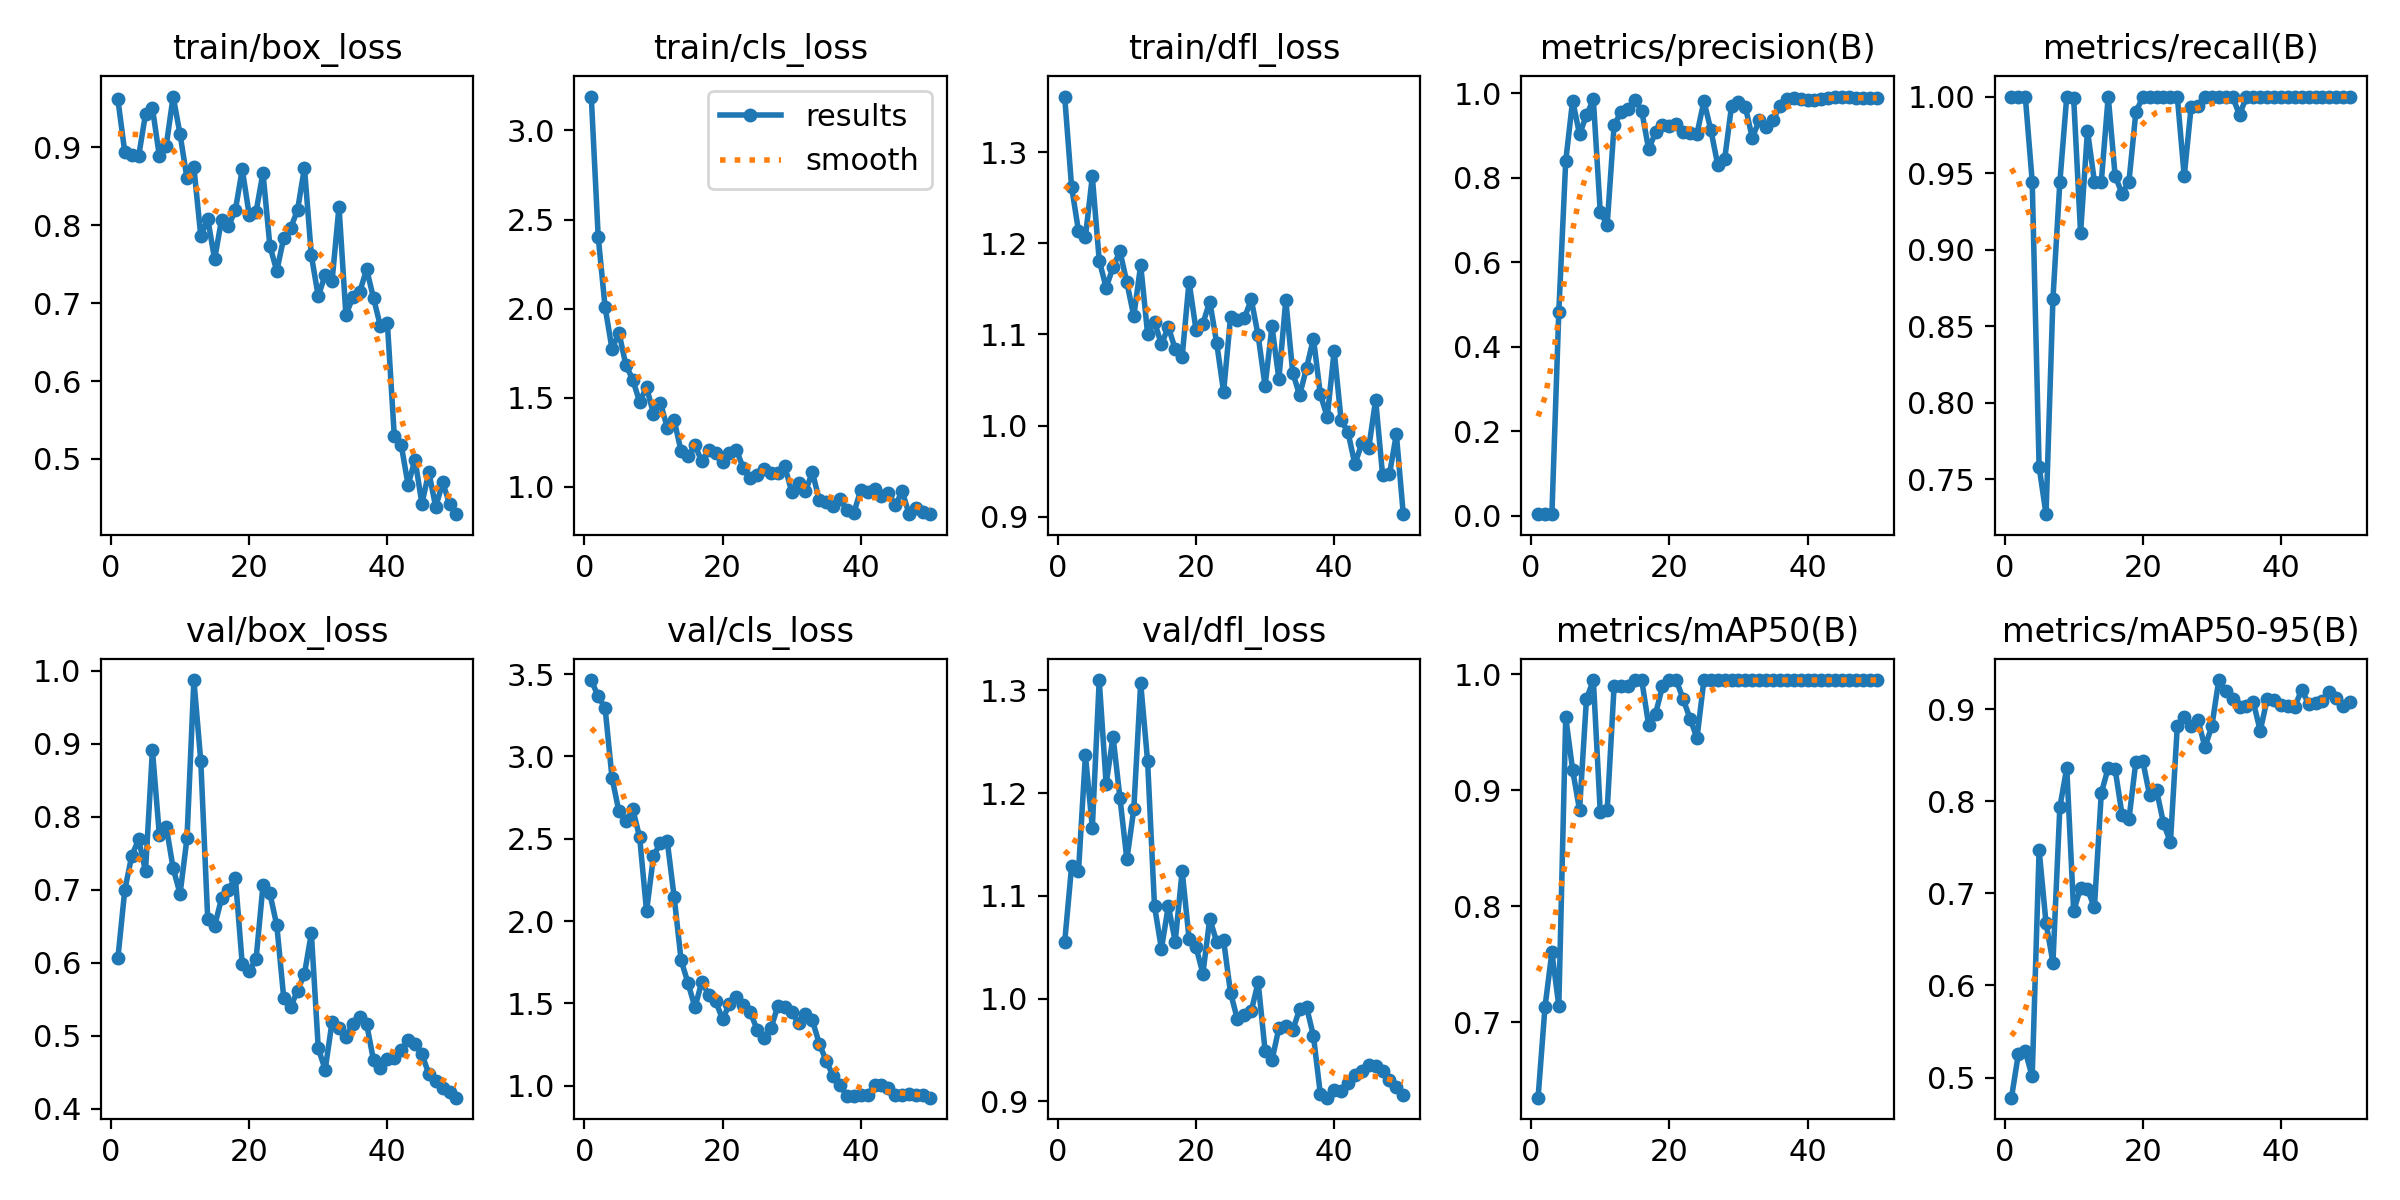 train/box_loss
0.9
0.8
0.7
0.6
0.5
0 20 40
train/cls_loss
results
smooth
3.0
2.5
2.0
1.5
1.0
0 20 40
train/dfl_loss
1.3
1.2
1.1
1.0
0.9
0 20 40
metrics/precision(B)
1.0
0.8
0.6
0.4
0.2
0.0
0 20 40
metrics/recall(B)
1.00
0.95
0.90
0.85
0.80
0.75
0 20 40
val/box_loss
1.0
0.9
0.8
0.7
0.6
0.5
0.4
0 20 40
val/cls_loss
3.5
3.0
2.5
2.0
1.5
1.0
0 20 40
val/dfl_loss
1.3
1.2
1.1
1.0
0.9
0 20 40
metrics/mAP50(B)
1.0
0.9
0.8
0.7
0 20 40
metrics/mAP50-95(B)
0.9
0.8
0.7
0.6
0.5
0 20 40